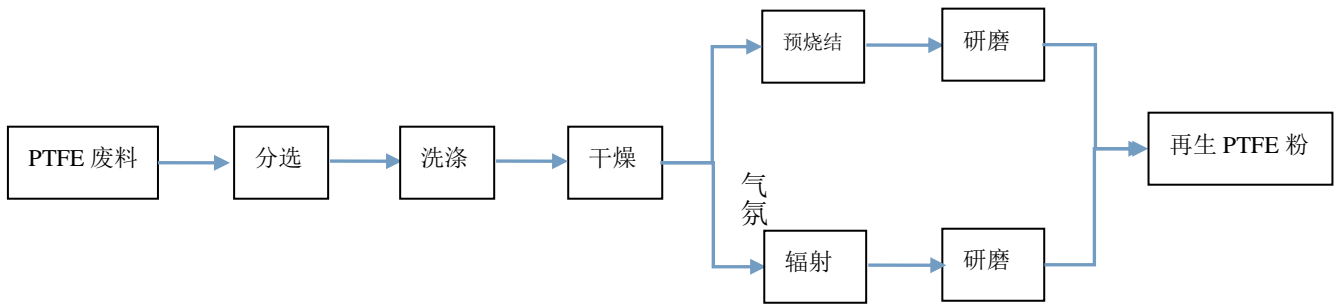 预烧结
研磨
PTFE 废料
分选
洗涤
干燥
再生 PTFE 粉
气
氛
辐射
研磨